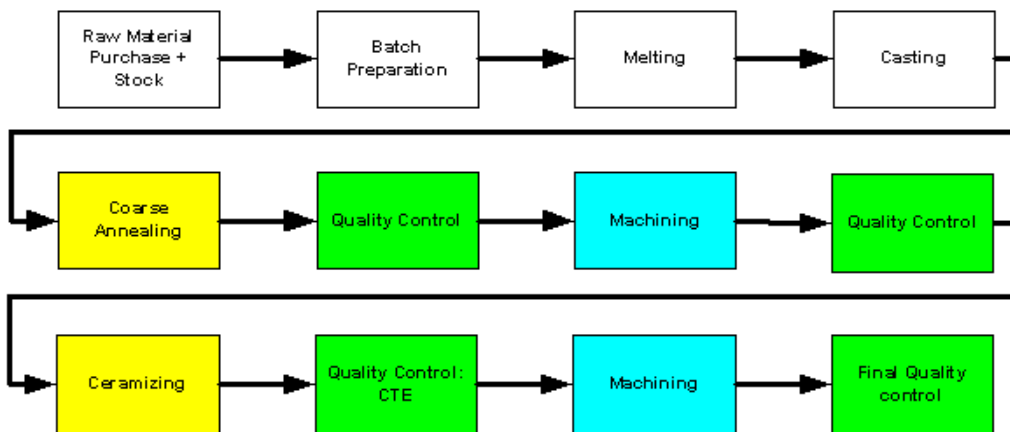 Raw Material
Purchase +
Stock
Batch
Preparation
Melting
Casting
Coarse
Annealing
Quality Control
Machining
Quality Control
Ceramizing
Quality Control:
CTE
Machining
Final Quality
control